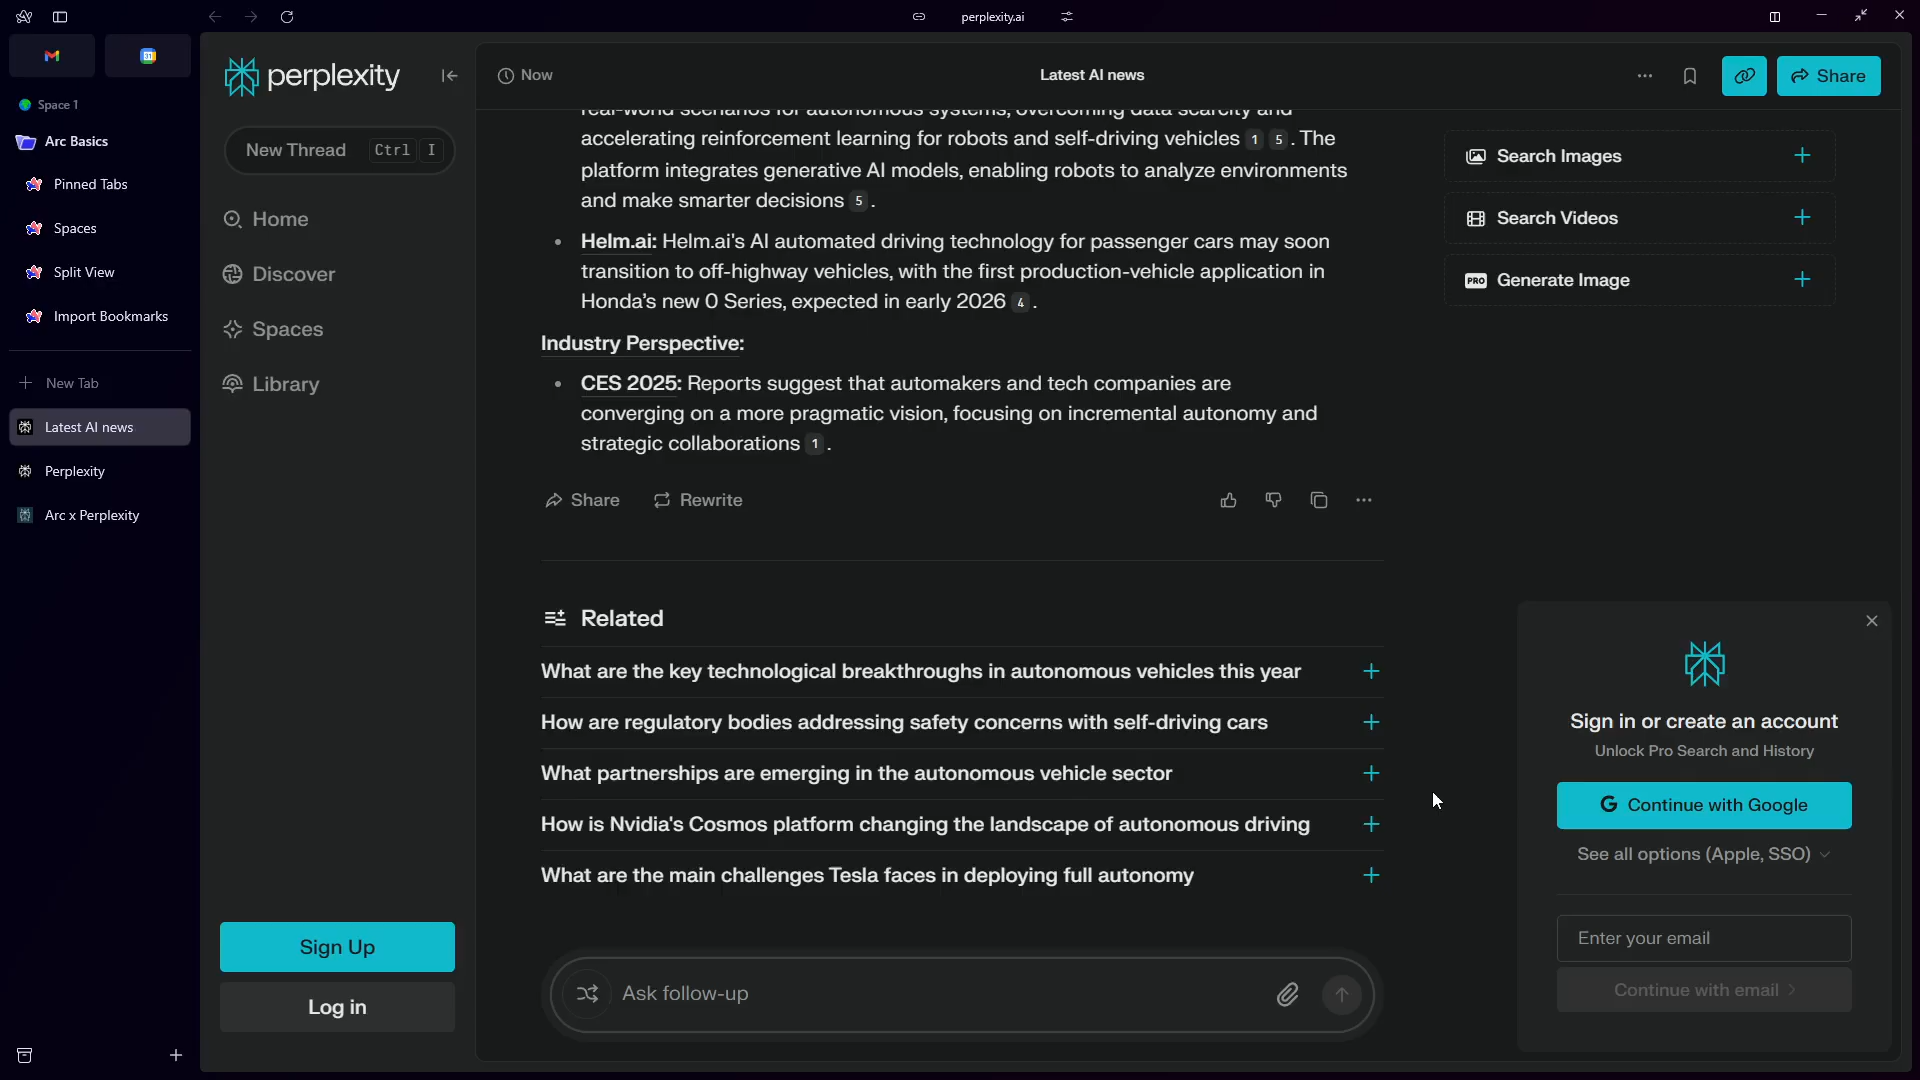 perplexity.ai
Space 1
Arc Basics
Pinned Tabs
Spaces
Split View
Import Bookmarks
New Tab
Latest AI news
Perplexity
Arc x Perplexity
perplexity
New Thread Ctrl I
Home
Discover
Spaces
Library
Sign Up
Log in
Now
Latest AI news
Share
real-world scenarios for autonomous systems, overcoming data scarcity and
accelerating reinforcement learning for robots and self-driving vehicles 1 5 . The
platform integrates generative AI models, enabling robots to analyze environments
and make smarter decisions 5 .
• Helm.ai: Helm.ai's AI automated driving technology for passenger cars may soon
transition to off-highway vehicles, with the first production-vehicle application in
Honda's new 0 Series, expected in early 2026 4 .
Industry Perspective:
• CES 2025: Reports suggest that automakers and tech companies are
converging on a more pragmatic vision, focusing on incremental autonomy and
strategic collaborations 1 .
Share Rewrite
Related
What are the key technological breakthroughs in autonomous vehicles this year
How are regulatory bodies addressing safety concerns with self-driving cars
What partnerships are emerging in the autonomous vehicle sector
How is Nvidia's Cosmos platform changing the landscape of autonomous driving
What are the main challenges Tesla faces in deploying full autonomy
Ask follow-up
Search Images
Search Videos
PRO Generate Image
Sign in or create an account
Unlock Pro Search and History
G Continue with Google
See all options (Apple, SSO)
Enter your email
Continue with email